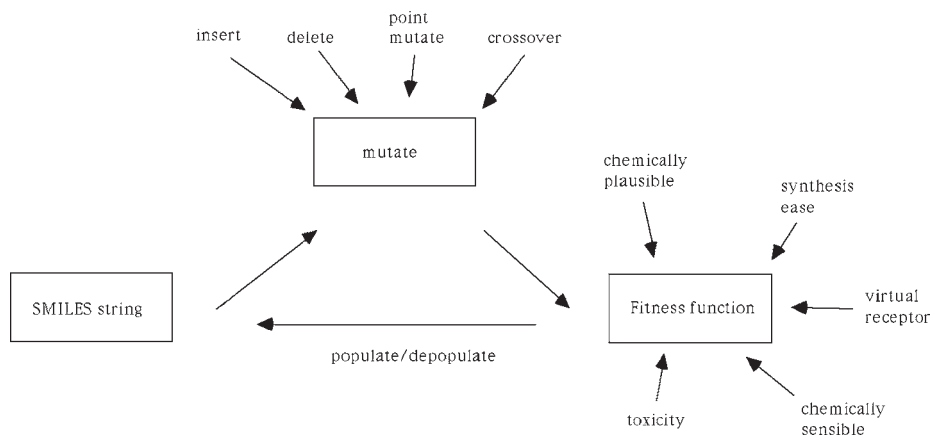 insert
delete
point
mutate
crossover
mutate
chemically
plausible
synthesis
ease
SMILES string
Fitness function
virtual
receptor
populate/depopulate
toxicity
chemically
sensible